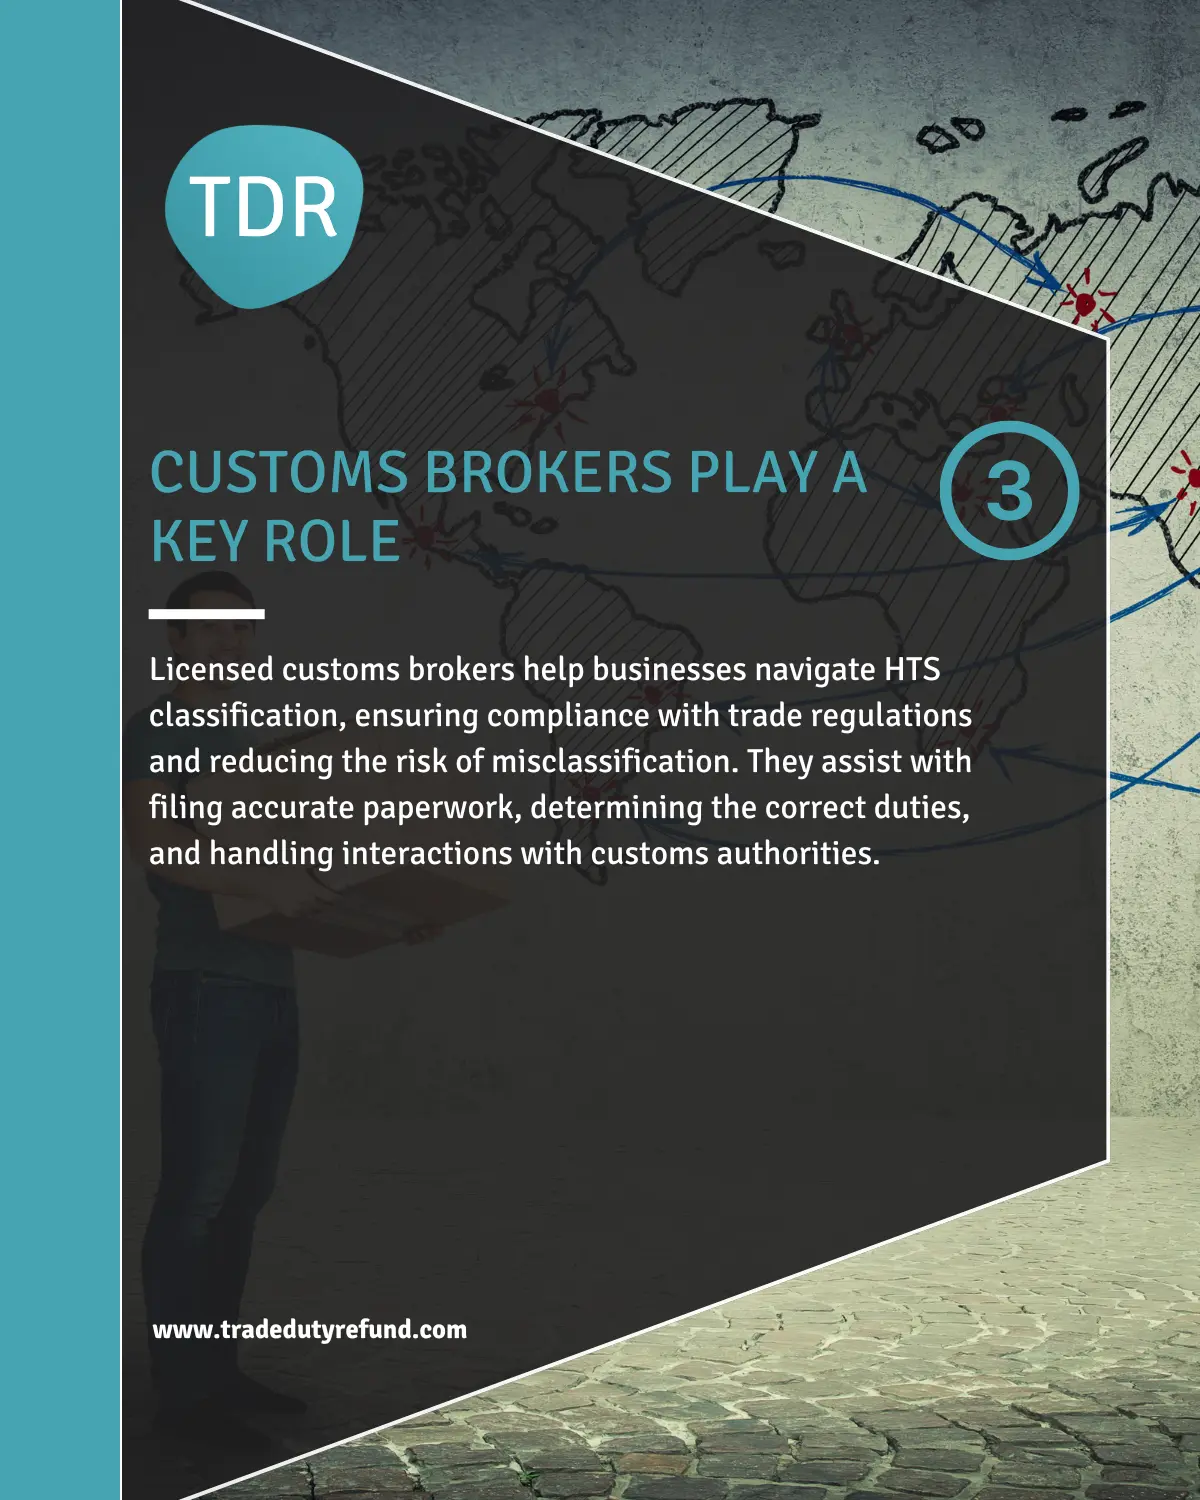 TDR
CUSTOMS BROKERS PLAY A
KEY ROLE
3
Licensed customs brokers help businesses navigate HTS
classification, ensuring compliance with trade regulations
and reducing the risk of misclassification. They assist with
filing accurate paperwork, determining the correct duties,
and handling interactions with customs authorities.
www.tradedutyrefund.com